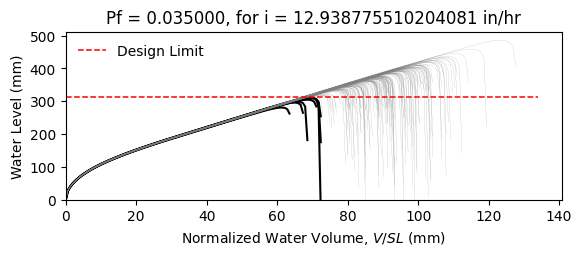 Pf = 0.035000, for i = 12.938775510204081 in/hr
Design Limit
Water Level (mm)
500
400
300
200
100
0
0 20 40 60 80 100 120 140
Normalized Water Volume, V/SL (mm)